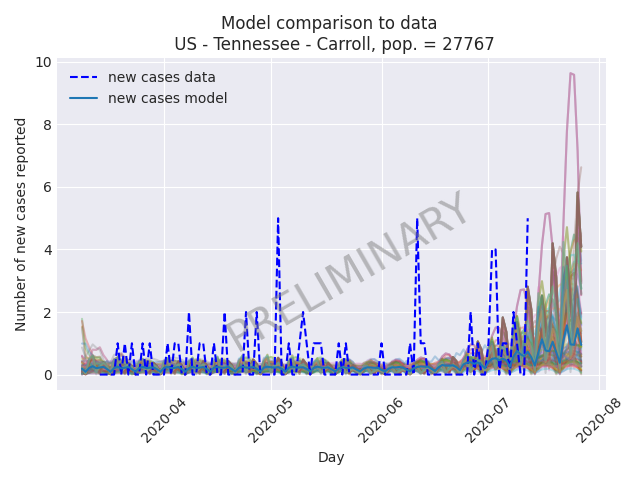 Model comparison to data
US - Tennessee - Carroll, pop. = 27767
new cases data
new cases model
PRELIMINARY
Number of new cases reported
10
8
6
4
2
0
2020-04
2020-05
2020-06
2020-07
2020-08
Day